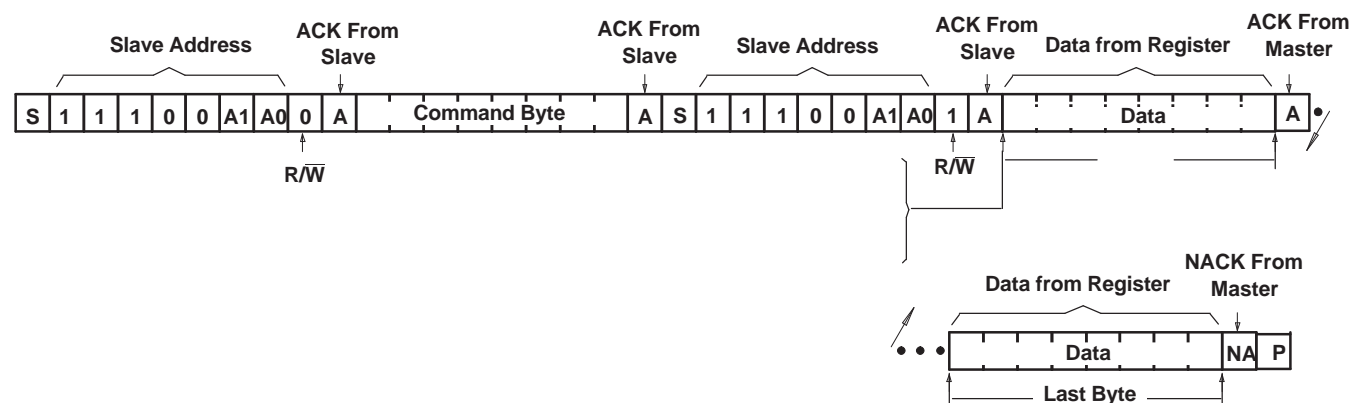 Slave Address
ACK From
Slave
ACK From
Slave
Slave Address
ACK From
Slave
Data from Register
ACK From
Master
S 1 1 1 0 0 A1 A0 0 A Command Byte A S 1 1 1 0 0 A1 A0 1 A Data A
R/W̅
R/W̅
Data from Register
NACK From
Master
Data NA P
Last Byte